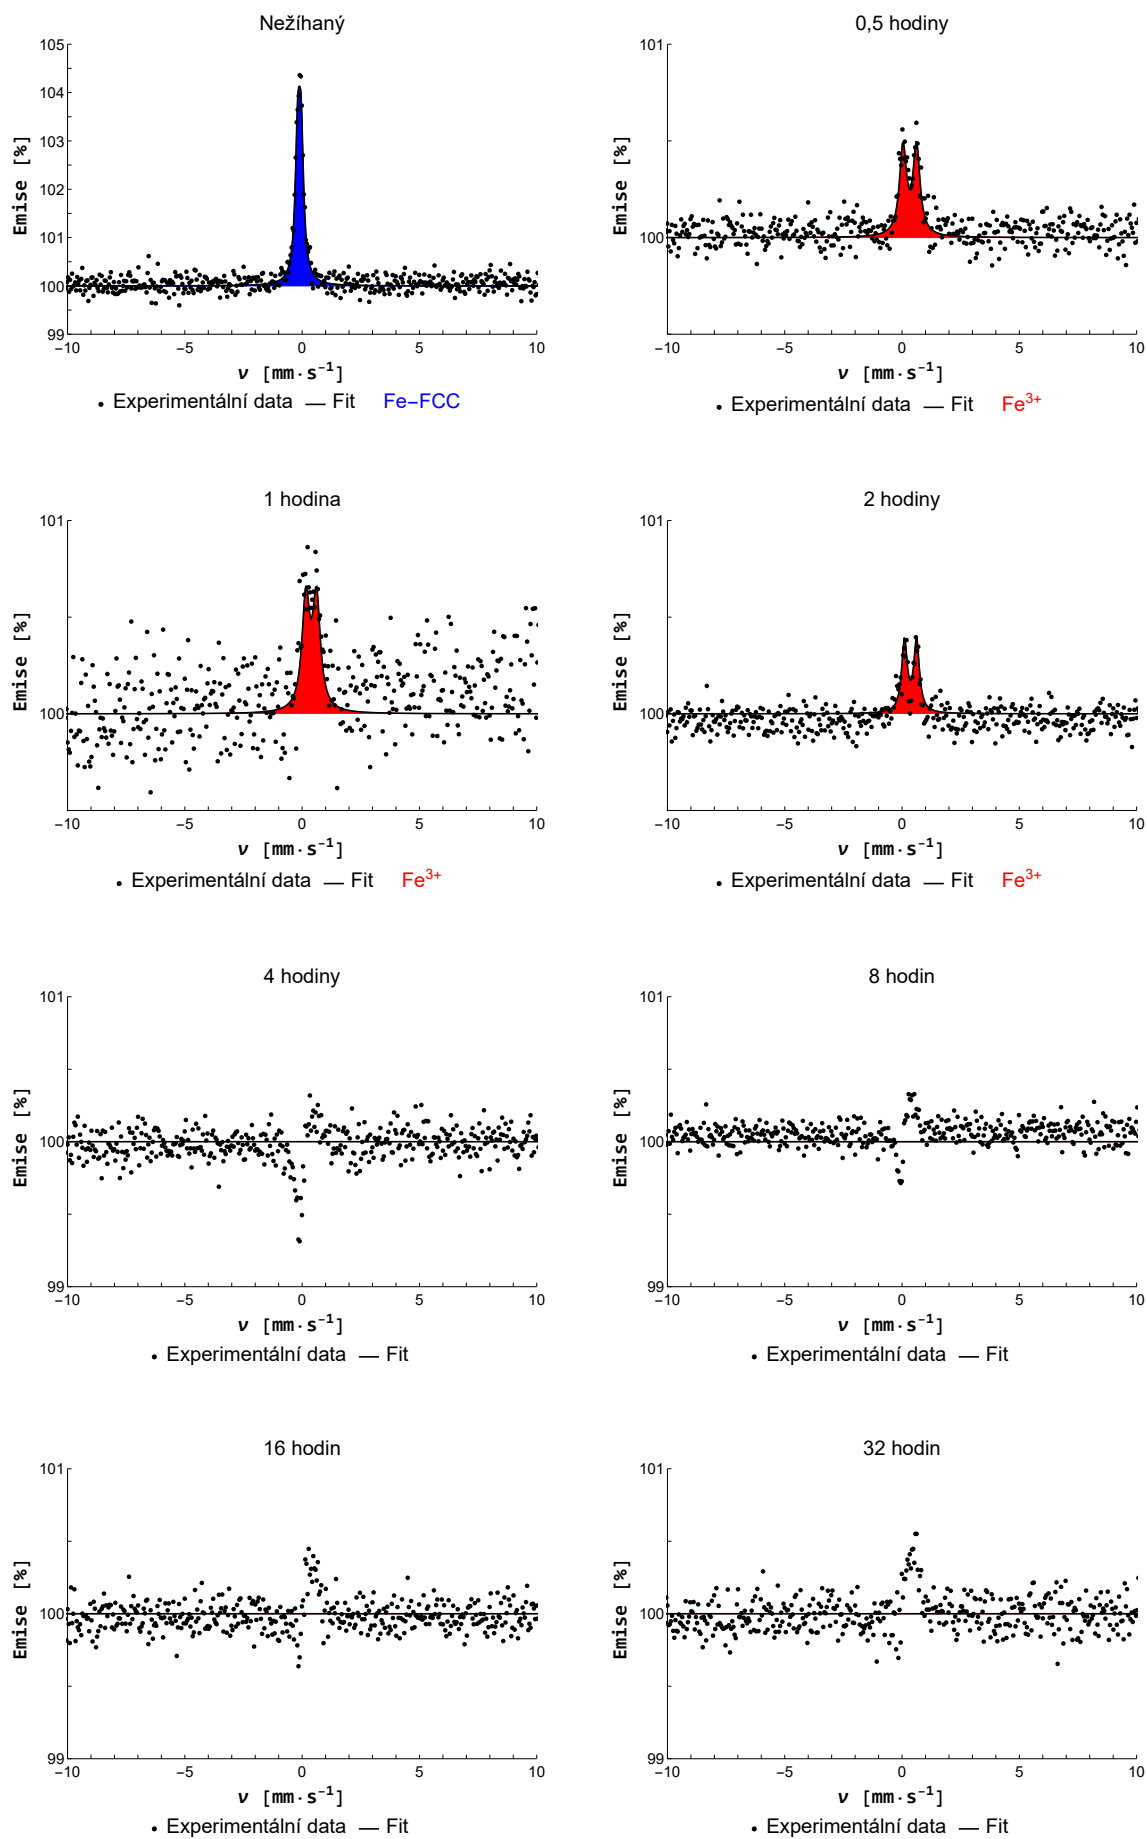 Nežíhaný
105
104
103
102
101
100
99
Emise [%]
−10 −5 0 5 10
ν [mm·s⁻¹]
• Experimentální data — Fit Fe−FCC
0,5 hodiny
101
100
Emise [%]
−10 −5 0 5 10
ν [mm·s⁻¹]
• Experimentální data — Fit Fe³⁺
1 hodina
101
100
Emise [%]
−10 −5 0 5 10
ν [mm·s⁻¹]
• Experimentální data — Fit Fe³⁺
2 hodiny
101
100
Emise [%]
−10 −5 0 5 10
ν [mm·s⁻¹]
• Experimentální data — Fit Fe³⁺
4 hodiny
101
100
99
Emise [%]
−10 −5 0 5 10
ν [mm·s⁻¹]
• Experimentální data — Fit
8 hodin
101
100
99
Emise [%]
−10 −5 0 5 10
ν [mm·s⁻¹]
• Experimentální data — Fit
16 hodin
101
100
99
Emise [%]
−10 −5 0 5 10
ν [mm·s⁻¹]
• Experimentální data — Fit
32 hodin
101
100
99
Emise [%]
−10 −5 0 5 10
ν [mm·s⁻¹]
• Experimentální data — Fit